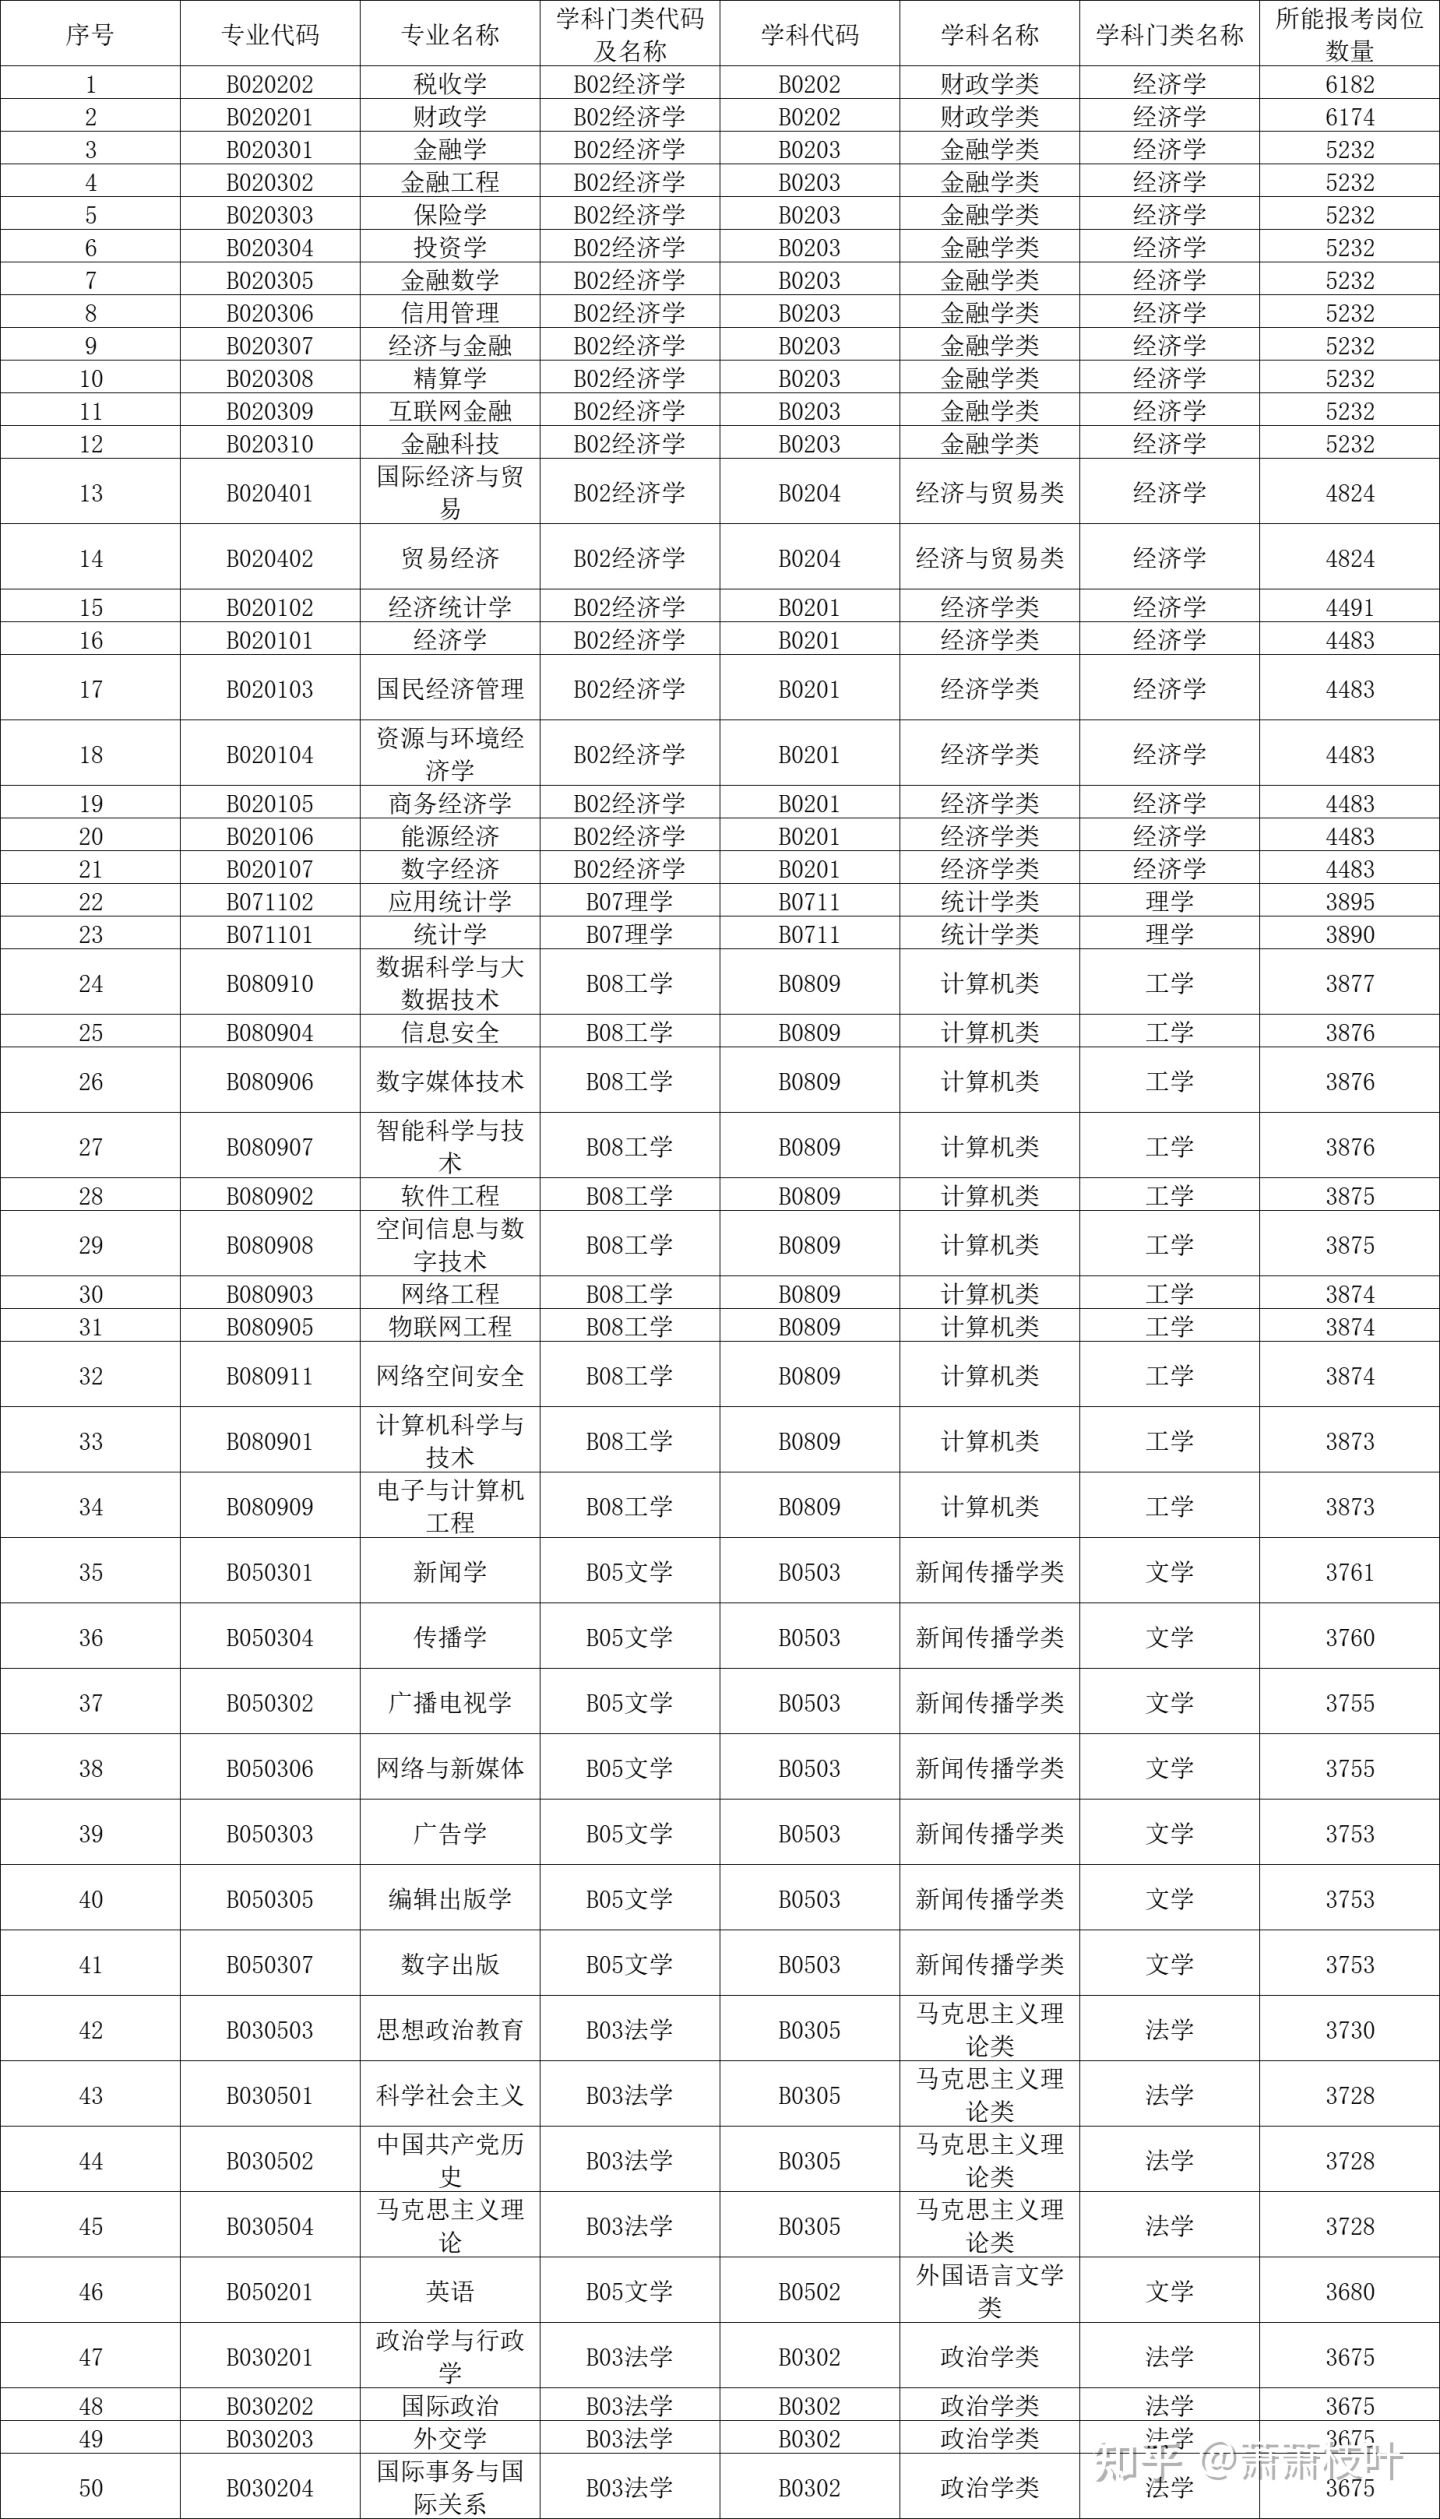 序号 专业代码 专业名称 学科门类代码及名称 学科代码 学科名称 学科门类名称 所能报考岗位数量
1 B020202 税收学 B02经济学 B0202 财政学类 经济学 6182
2 B020201 财政学 B02经济学 B0202 财政学类 经济学 6174
3 B020301 金融学 B02经济学 B0203 金融学类 经济学 5232
4 B020302 金融工程 B02经济学 B0203 金融学类 经济学 5232
5 B020303 保险学 B02经济学 B0203 金融学类 经济学 5232
6 B020304 投资学 B02经济学 B0203 金融学类 经济学 5232
7 B020305 金融数学 B02经济学 B0203 金融学类 经济学 5232
8 B020306 信用管理 B02经济学 B0203 金融学类 经济学 5232
9 B020307 经济与金融 B02经济学 B0203 金融学类 经济学 5232
10 B020308 精算学 B02经济学 B0203 金融学类 经济学 5232
11 B020309 互联网金融 B02经济学 B0203 金融学类 经济学 5232
12 B020310 金融科技 B02经济学 B0203 金融学类 经济学 5232
13 B020401 国际经济与贸易 B02经济学 B0204 经济与贸易类 经济学 4824
14 B020402 贸易经济 B02经济学 B0204 经济与贸易类 经济学 4824
15 B020102 经济统计学 B02经济学 B0201 经济学类 经济学 4491
16 B020101 经济学 B02经济学 B0201 经济学类 经济学 4483
17 B020103 国民经济管理 B02经济学 B0201 经济学类 经济学 4483
18 B020104 资源与环境经济学 B02经济学 B0201 经济学类 经济学 4483
19 B020105 商务经济学 B02经济学 B0201 经济学类 经济学 4483
20 B020106 能源经济 B02经济学 B0201 经济学类 经济学 4483
21 B020107 数字经济 B02经济学 B0201 经济学类 经济学 4483
22 B071102 应用统计学 B07理学 B0711 统计学类 理学 3895
23 B071101 统计学 B07理学 B0711 统计学类 理学 3890
24 B080910 数据科学与大数据技术 B08工学 B0809 计算机类 工学 3877
25 B080904 信息安全 B08工学 B0809 计算机类 工学 3876
26 B080906 数字媒体技术 B08工学 B0809 计算机类 工学 3876
27 B080907 智能科学与技术 B08工学 B0809 计算机类 工学 3876
28 B080902 软件工程 B08工学 B0809 计算机类 工学 3875
29 B080908 空间信息与数字技术 B08工学 B0809 计算机类 工学 3875
30 B080903 网络工程 B08工学 B0809 计算机类 工学 3874
31 B080905 物联网工程 B08工学 B0809 计算机类 工学 3874
32 B080911 网络空间安全 B08工学 B0809 计算机类 工学 3874
33 B080901 计算机科学与技术 B08工学 B0809 计算机类 工学 3873
34 B080909 电子与计算机工程 B08工学 B0809 计算机类 工学 3873
35 B050301 新闻学 B05文学 B0503 新闻传播学类 文学 3761
36 B050304 传播学 B05文学 B0503 新闻传播学类 文学 3760
37 B050302 广播电视学 B05文学 B0503 新闻传播学类 文学 3755
38 B050306 网络与新媒体 B05文学 B0503 新闻传播学类 文学 3755
39 B050303 广告学 B05文学 B0503 新闻传播学类 文学 3753
40 B050305 编辑出版学 B05文学 B0503 新闻传播学类 文学 3753
41 B050307 数字出版 B05文学 B0503 新闻传播学类 文学 3753
42 B030503 思想政治教育 B03法学 B0305 马克思主义理论类 法学 3730
43 B030501 科学社会主义 B03法学 B0305 马克思主义理论类 法学 3728
44 B030502 中国共产党历史 B03法学 B0305 马克思主义理论类 法学 3728
45 B030504 马克思主义理论 B03法学 B0305 马克思主义理论类 法学 3728
46 B050201 英语 B05文学 B0502 外国语言文学类 文学 3680
47 B030201 政治学与行政学 B03法学 B0302 政治学类 法学 3675
48 B030202 国际政治 B03法学 B0302 政治学类 法学 3675
49 B030203 外交学 B03法学 B0302 政治学类 法学 3675
50 B030204 国际事务与国际关系 B03法学 B0302 政治学类 法学 3675
知乎 @萧萧枝叶